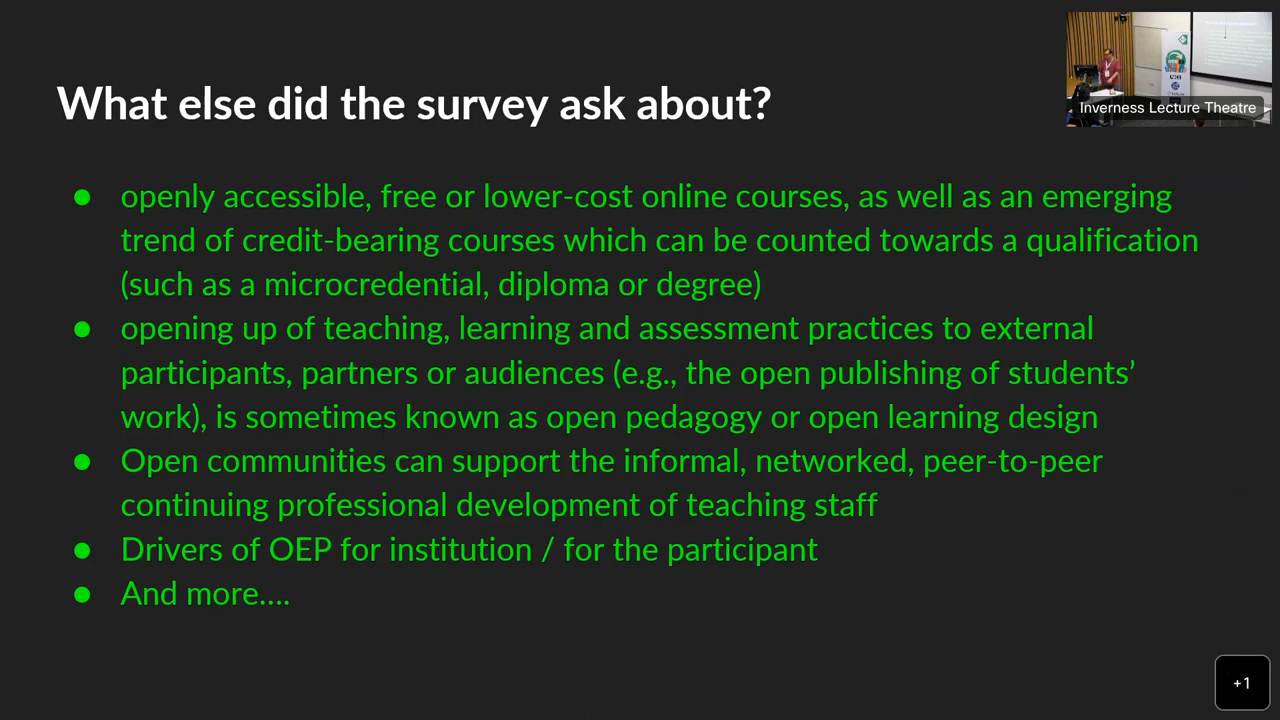 What else did the survey ask about?
Inverness Lecture Theatre
● openly accessible, free or lower-cost online courses, as well as an emerging
trend of credit-bearing courses which can be counted towards a qualification
(such as a microcredential, diploma or degree)
● opening up of teaching, learning and assessment practices to external
participants, partners or audiences (e.g., the open publishing of students’
work), is sometimes known as open pedagogy or open learning design
● Open communities can support the informal, networked, peer-to-peer
continuing professional development of teaching staff
● Drivers of OEP for institution / for the participant
● And more....
+1